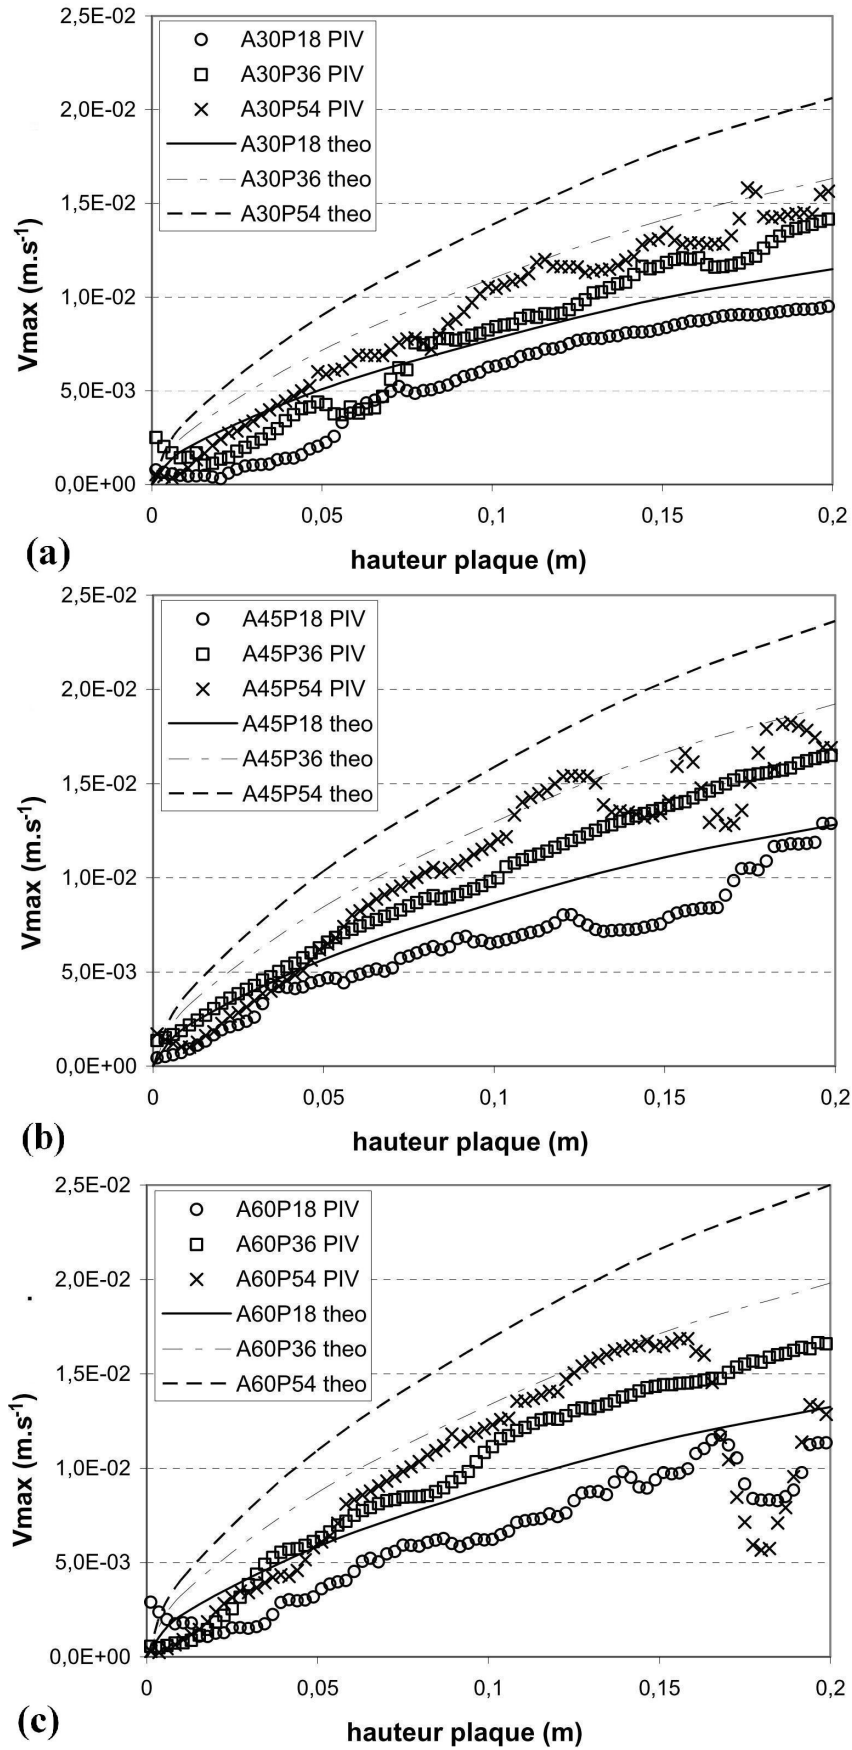 2,5E-02
2,0E-02
1,5E-02
1,0E-02
5,0E-03
0,0E+00
Vmax (m.s⁻¹)
A30P18 PIV
A30P36 PIV
A30P54 PIV
A30P18 theo
A30P36 theo
A30P54 theo
0 0,05 0,1 0,15 0,2
hauteur plaque (m)
(a)
2,5E-02
2,0E-02
1,5E-02
1,0E-02
5,0E-03
0,0E+00
Vmax (m.s⁻¹)
A45P18 PIV
A45P36 PIV
A45P54 PIV
A45P18 theo
A45P36 theo
A45P54 theo
0 0,05 0,1 0,15 0,2
hauteur plaque (m)
(b)
2,5E-02
2,0E-02
1,5E-02
1,0E-02
5,0E-03
0,0E+00
Vmax (m.s⁻¹)
A60P18 PIV
A60P36 PIV
A60P54 PIV
A60P18 theo
A60P36 theo
A60P54 theo
0 0,05 0,1 0,15 0,2
hauteur plaque (m)
(c)